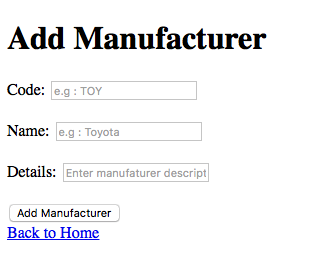 Add Manufacturer
Code: e.g : TOY
Name: e.g : Toyota
Details: Enter manufaturer descript
Add Manufacturer
Back to Home